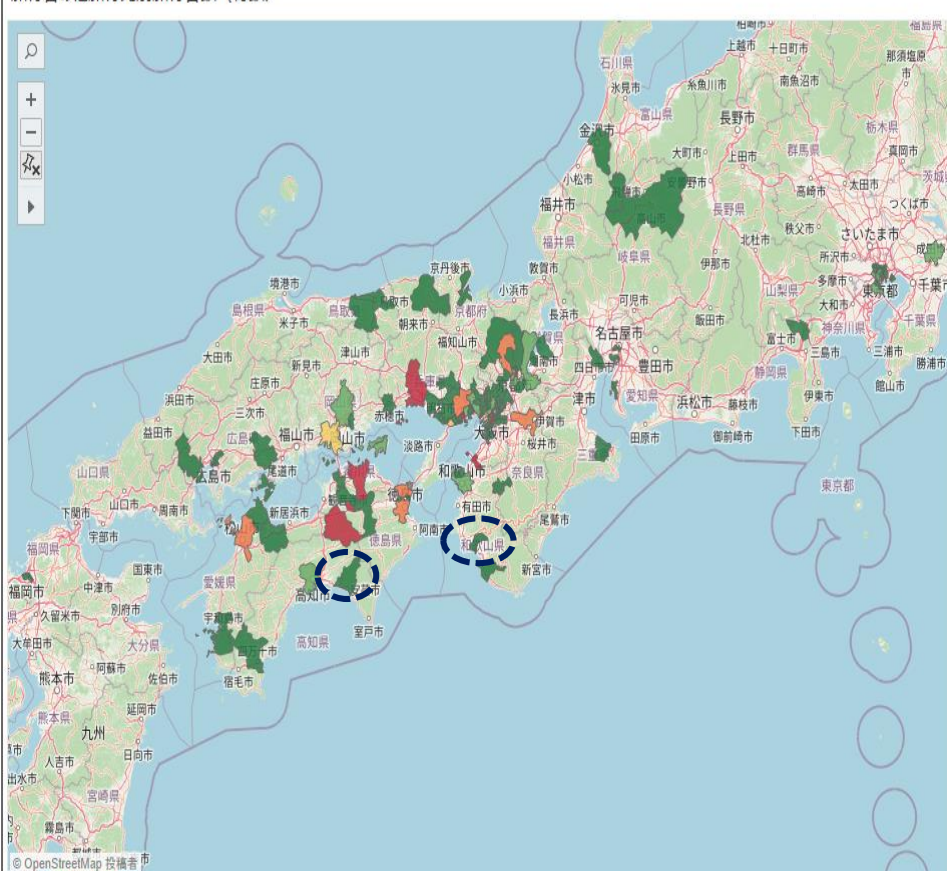 福島県
柏崎市
上越市
十日町市
石川県
那須塩原
市
氷見市
糸魚川市
南魚沼市
富山県
長野市
栃木県
金沢市
大町市
上田市
群馬県
真岡市
小松市
安曇野市
高崎市
太田市
つくば市
福井市
長野県
秩父市
さいたま市
福井県
岐阜県
北杜市
所沢市
敦賀市
伊那市
多摩市
京丹後市
小浜市
山梨県
東京都
千葉市
境港市
島根県
鳥取県
鳥取市
京都府
長浜市
可児市
飯田市
大和市
神奈川県
千葉県
米子市
朝来市
名古屋市
富士市
三島市
三浦市
勝浦市
大田市
津山市
福知山市
四日市市
豊田市
静岡県
新見市
館山市
浜田市
庄原市
津市
愛知県
浜松市
藤枝市
伊東市
三次市
赤穂市
大阪市
伊賀市
下田市
益田市
広島県
福山市
淡路市
桜井市
田原市
御前崎市
山口県
広島市
尾道市
和歌山市
奈良県
三重県
東京都
山口市
周南市
新居浜市
有田市
下関市
宇部市
松山市
徳島県
阿南市
和歌山県
尾鷲市
福岡県
国東市
新宮市
福岡市
中津市
愛媛県
高知市
久留米市
別府市
宇和島市
室戸市
大牟田市
大分県
四万十市
高知県
阿蘇市
佐伯市
宿毛市
熊本市
延岡市
熊本県
九州
日向市
人吉市
出水市
宮崎県
霧島市
© OpenStreetMap 投稿者